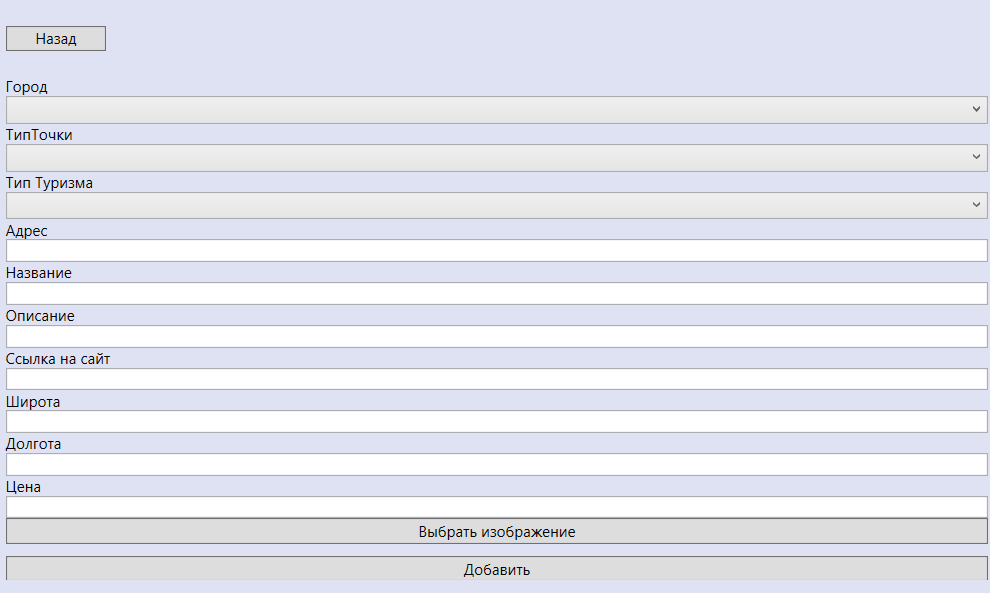 Назад
Город
ТипТочки
Тип Туризма
Адрес
Название
Описание
Ссылка на сайт
Широта
Долгота
Цена
Выбрать изображение
Добавить